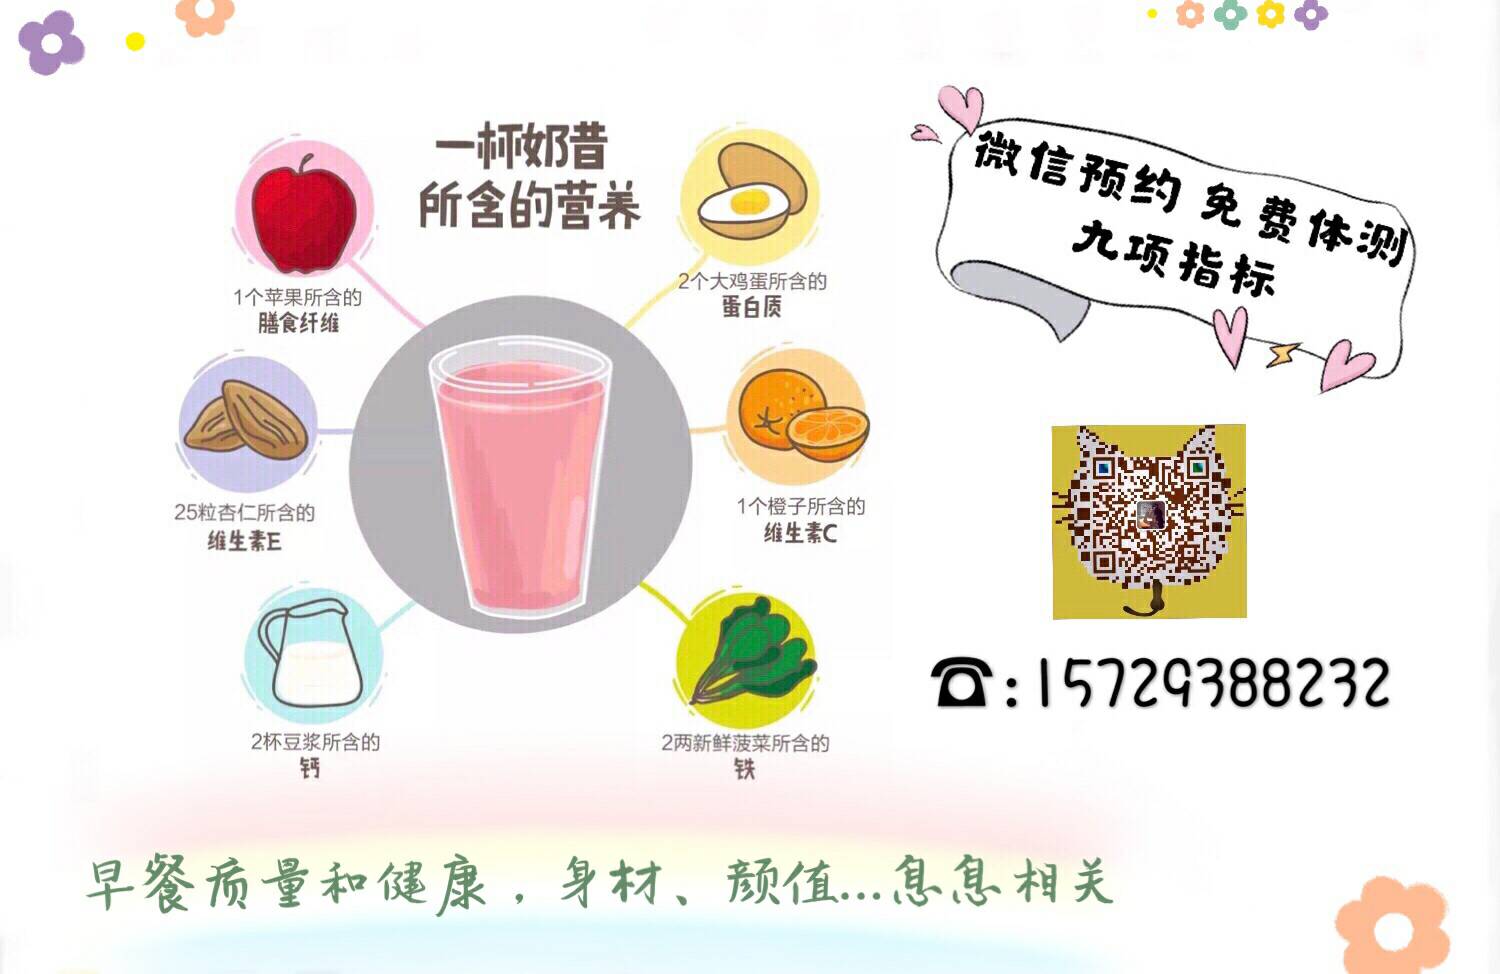 一杯奶昔
所含的营养
1个苹果所含的
膳食纤维
2个大鸡蛋所含的
蛋白质
25粒杏仁所含的
维生素E
1个橙子所含的
维生素C
2杯豆浆所含的
钙
2两新鲜菠菜所含的
铁
微信预约 免费体测
九项指标
☎:15729388232
早餐质量和健康，身材、颜值...息息相关